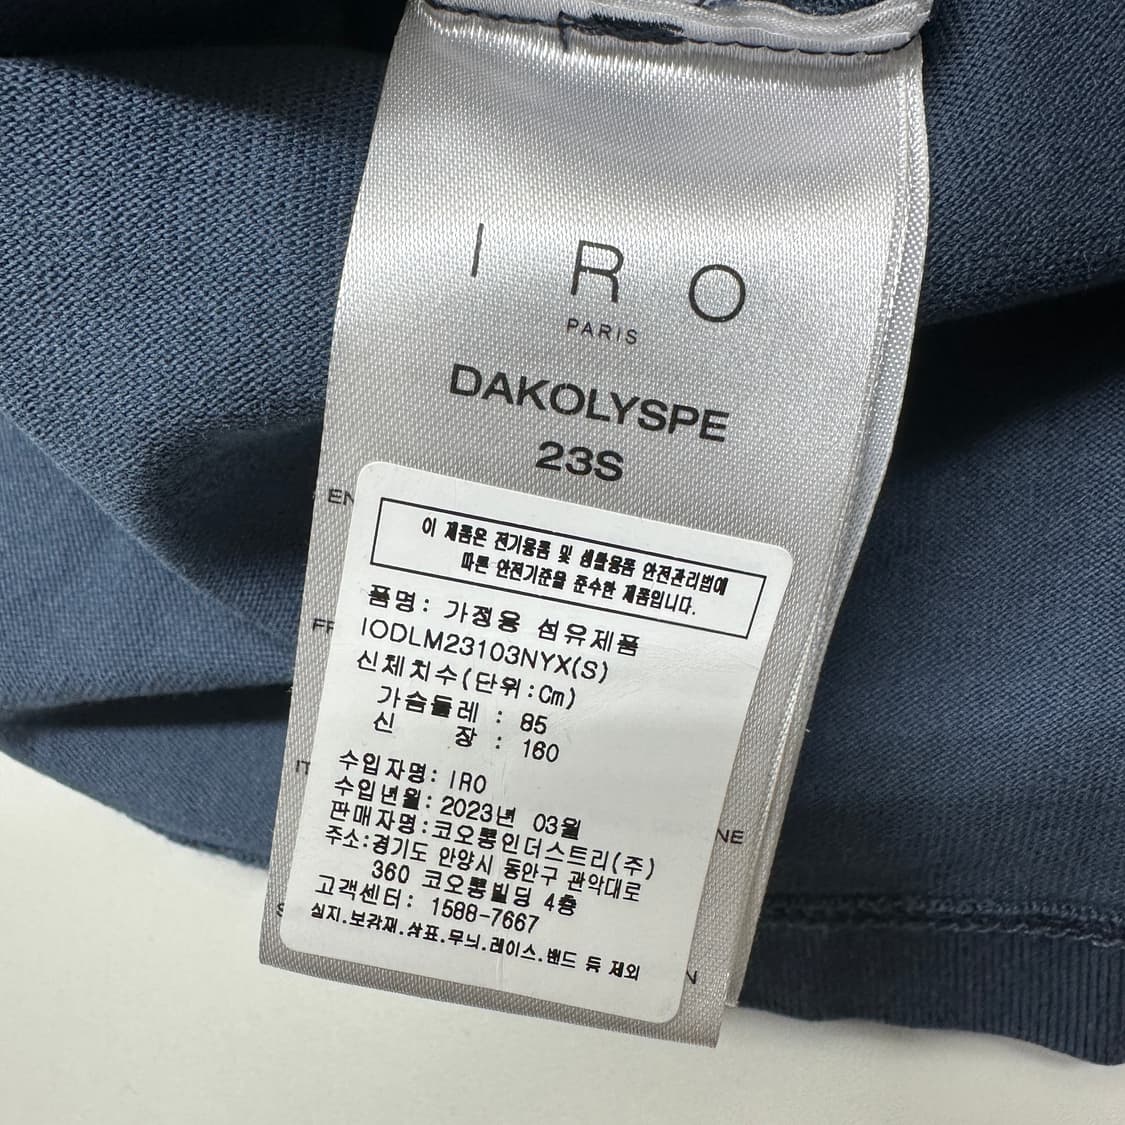 I R O
PARIS
DAKOLYSPE
23S
EN
이 제품은 전기용품 및 생활용품 안전관리법에
따른 안전기준을 준수한 제품입니다.
품명: 가정용 섬유제품
IODLM23103NYX(S)
FR
신체치수(단위:Cm)
가슴둘레 : 85
신 장 : 160
IT
수입자명: IRO
수입년월: 2023년 03월
판매자명:코오롱인더스트리(주)
NE
주소:경기도 안양시 동안구 관악대로
360 코오롱빌딩 4층
고객센터: 1588-7667
S
심지.보강재.상표.무늬.레이스.밴드 등 제외
N